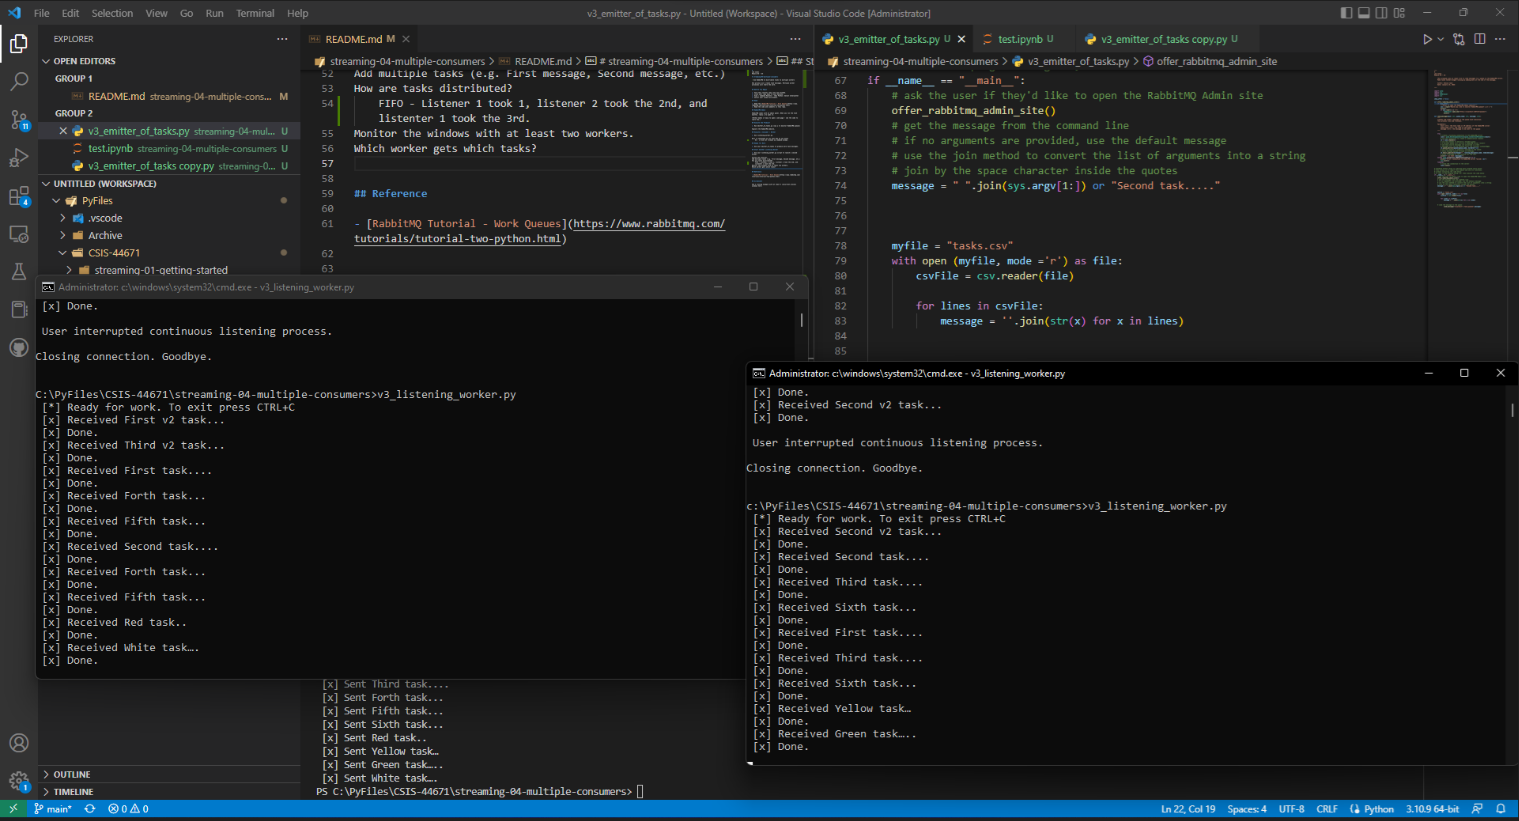 File Edit Selection View Go Run Terminal Help
v3_emitter_of_tasks.py - Untitled (Workspace) - Visual Studio Code [Administrator]
EXPLORER
OPEN EDITORS
GROUP 1
README.md streaming-04-multiple-cons... M
GROUP 2
v3_emitter_of_tasks.py streaming-04-mul... U
test.ipynb streaming-04-multiple-consumers U
v3_emitter_of_tasks copy.py streaming-0... U
UNTITLED (WORKSPACE)
PyFiles
.vscode
Archive
CSIS-44671
streaming-01-getting-started
OUTLINE
TIMELINE
README.md M
streaming-04-multiple-consumers > README.md > # streaming-04-multiple-consumers > ## St
52 Add multiple tasks (e.g. First message, Second message, etc.)
53 How are tasks distributed?
54 FIFO - Listener 1 took 1, listener 2 took the 2nd, and
listenter 1 took the 3rd.
55 Monitor the windows with at least two workers.
56 Which worker gets which tasks?
57
58
59 ## Reference
60
61 - [RabbitMQ Tutorial - Work Queues](https://www.rabbitmq.com/
tutorials/tutorial-two-python.html)
62
63
v3_emitter_of_tasks.py U
test.ipynb U
v3_emitter_of_tasks copy.py U
streaming-04-multiple-consumers > v3_emitter_of_tasks.py > offer_rabbitmq_admin_site
67 if __name__ == "__main__":
68 # ask the user if they'd like to open the RabbitMQ Admin site
69 offer_rabbitmq_admin_site()
70 # get the message from the command line
71 # if no arguments are provided, use the default message
72 # use the join method to convert the list of arguments into a string
73 # join by the space character inside the quotes
74 message = " ".join(sys.argv[1:]) or "Second task....."
75
76
77
78 myfile = "tasks.csv"
79 with open (myfile, mode ='r') as file:
80 csvFile = csv.reader(file)
81
82 for lines in csvFile:
83 message = ''.join(str(x) for x in lines)
84
85
Administrator: c:\windows\system32\cmd.exe - v3_listening_worker.py
[x] Done.
User interrupted continuous listening process.
Closing connection. Goodbye.
C:\PyFiles\CSIS-44671\streaming-04-multiple-consumers>v3_listening_worker.py
[*] Ready for work. To exit press CTRL+C
[x] Received First v2 task...
[x] Done.
[x] Received Third v2 task...
[x] Done.
[x] Received First task....
[x] Done.
[x] Received Forth task...
[x] Done.
[x] Received Fifth task...
[x] Done.
[x] Received Second task....
[x] Done.
[x] Received Forth task...
[x] Done.
[x] Received Fifth task...
[x] Done.
[x] Received Red task..
[x] Done.
[x] Received White task….
[x] Done.
Administrator: c:\windows\system32\cmd.exe - v3_listening_worker.py
[x] Done.
[x] Received Second v2 task...
[x] Done.
User interrupted continuous listening process.
Closing connection. Goodbye.
c:\PyFiles\CSIS-44671\streaming-04-multiple-consumers>v3_listening_worker.py
[*] Ready for work. To exit press CTRL+C
[x] Received Second v2 task...
[x] Done.
[x] Received Second task....
[x] Done.
[x] Received Third task....
[x] Done.
[x] Received Sixth task...
[x] Done.
[x] Received First task....
[x] Done.
[x] Received Third task....
[x] Done.
[x] Received Sixth task...
[x] Done.
[x] Received Yellow task…
[x] Done.
[x] Received Green task…..
[x] Done.
[x] Sent Third task....
[x] Sent Forth task...
[x] Sent Fifth task...
[x] Sent Sixth task...
[x] Sent Red task..
[x] Sent Yellow task…
[x] Sent Green task…..
[x] Sent White task….
PS C:\PyFiles\CSIS-44671\streaming-04-multiple-consumers>
main* 0 0 Ln 22, Col 19 Spaces: 4 UTF-8 CRLF Python 3.10.9 64-bit